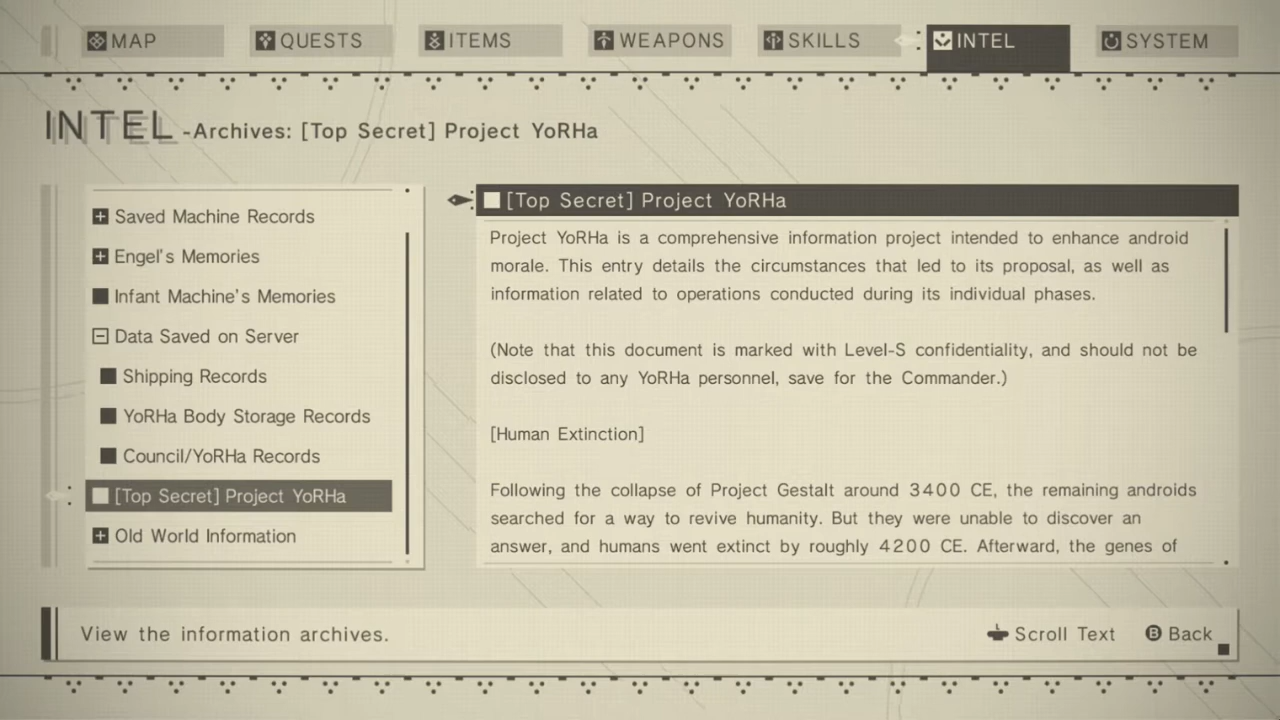 MAP
QUESTS
ITEMS
WEAPONS
SKILLS
INTEL
SYSTEM
INTEL -Archives: [Top Secret] Project YoRHa
Saved Machine Records
Engel's Memories
Infant Machine's Memories
Data Saved on Server
Shipping Records
YoRHa Body Storage Records
Council/YoRHa Records
[Top Secret] Project YoRHa
Old World Information
[Top Secret] Project YoRHa
Project YoRHa is a comprehensive information project intended to enhance android
morale. This entry details the circumstances that led to its proposal, as well as
information related to operations conducted during its individual phases.
(Note that this document is marked with Level-S confidentiality, and should not be
disclosed to any YoRHa personnel, save for the Commander.)
[Human Extinction]
Following the collapse of Project Gestalt around 3400 CE, the remaining androids
searched for a way to revive humanity. But they were unable to discover an
answer, and humans went extinct by roughly 4200 CE. Afterward, the genes of
View the information archives.
Scroll Text
B Back